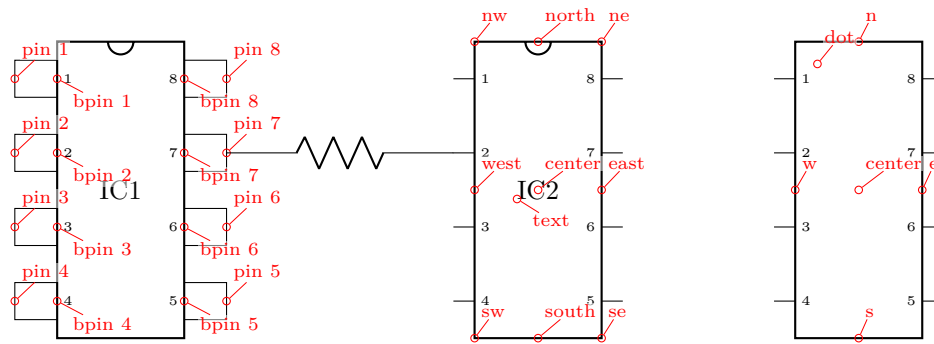 pin 1
1
bpin 1
pin 2
2
bpin 2
pin 3
3
bpin 3
pin 4
4
bpin 4
IC1
pin 8
8
bpin 8
pin 7
7
bpin 7
pin 6
6
bpin 6
pin 5
5
bpin 5
nw north ne
1 8
2 7
west center east
IC2
text
3 6
4 5
sw south se
n
dot
1 8
2 7
w center e
3 6
4 5
s